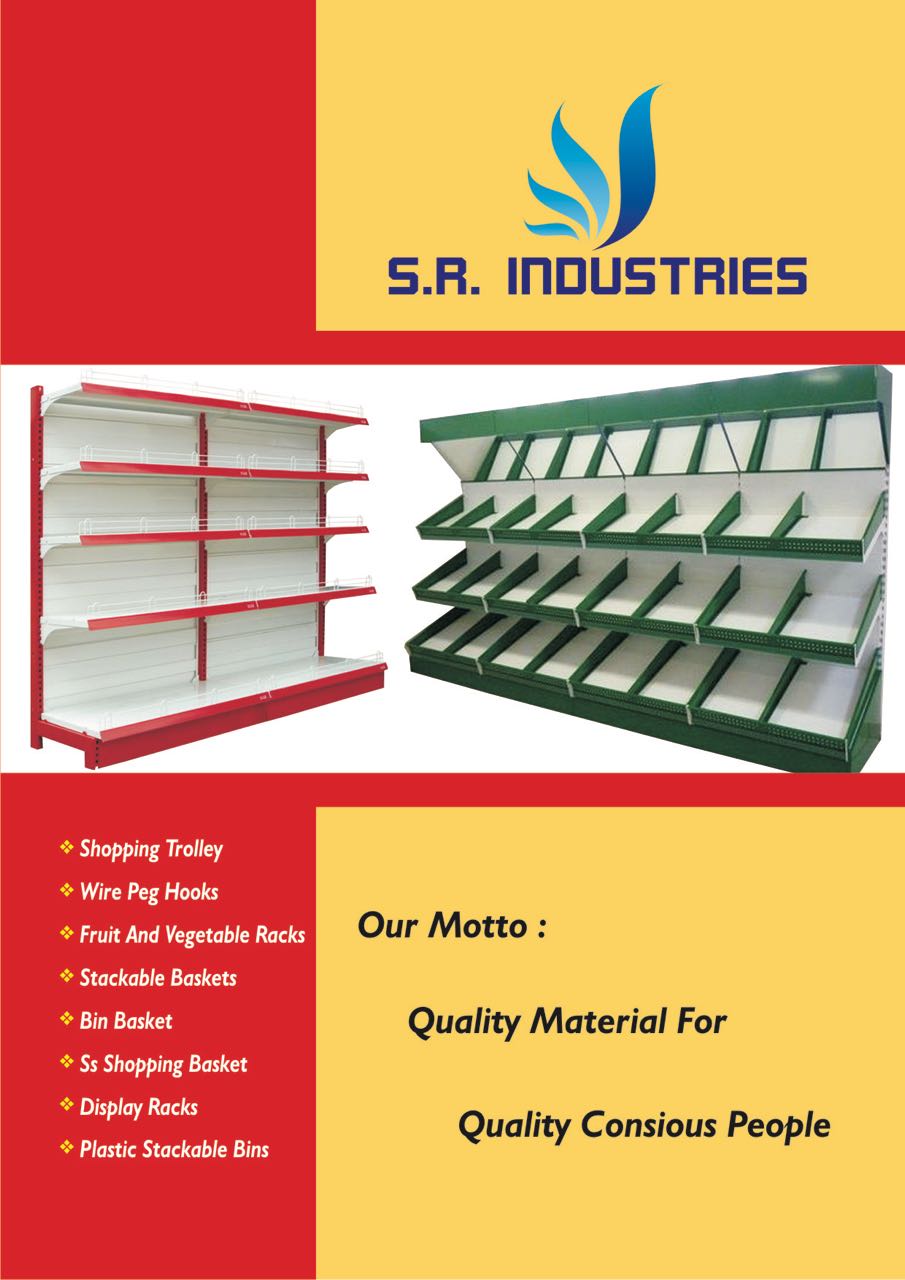 S.R. INDUSTRIES
Shopping Trolley
Wire Peg Hooks
Fruit And Vegetable Racks
Stackable Baskets
Bin Basket
Ss Shopping Basket
Display Racks
Plastic Stackable Bins
Our Motto :
Quality Material For
Quality Consious People